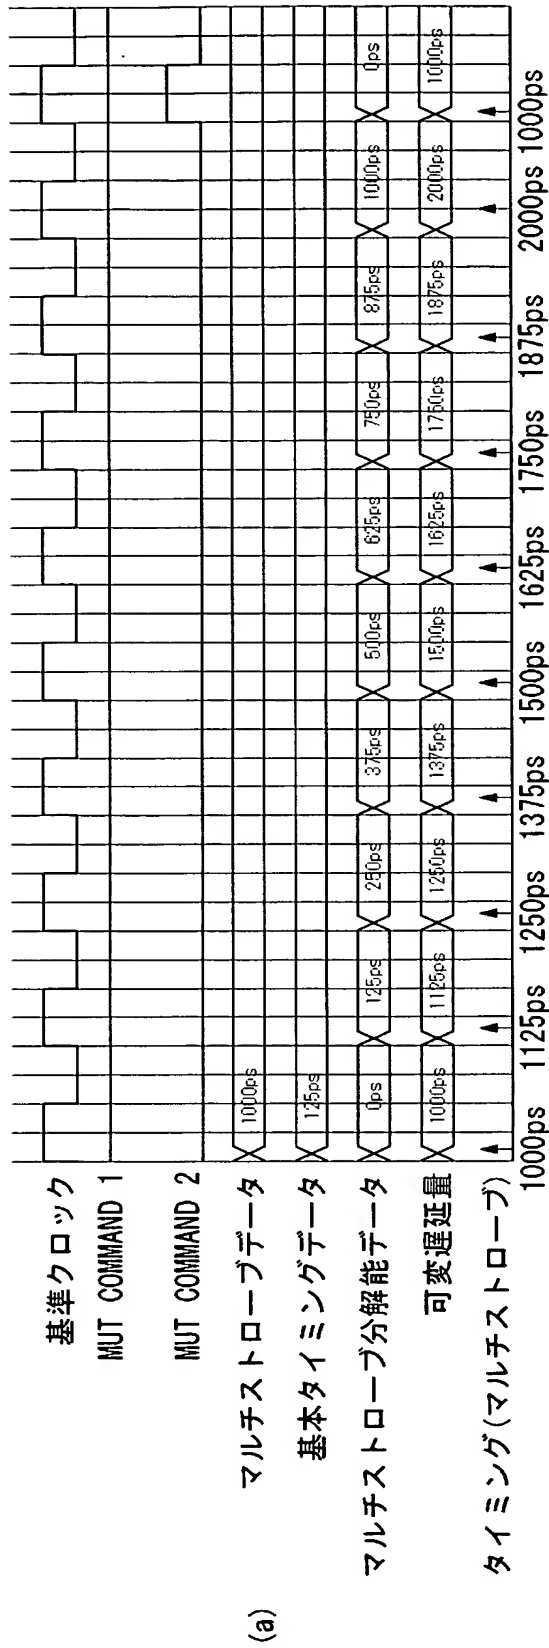 (a)
基準クロック
MUT COMMAND 1
MUT COMMAND 2
マルチストローブデータ 1000ps
基本タイミングデータ 125ps
マルチストローブ分解能データ 0ps 125ps 250ps 375ps 500ps 625ps 750ps 875ps 1000ps 0ps
可変遅延量 1000ps 1125ps 1250ps 1375ps 1500ps 1625ps 1750ps 1875ps 2000ps 1000ps
タイミング(マルチストローブ)
1000ps 1125ps 1250ps 1375ps 1500ps 1625ps 1750ps 1875ps 2000ps 1000ps